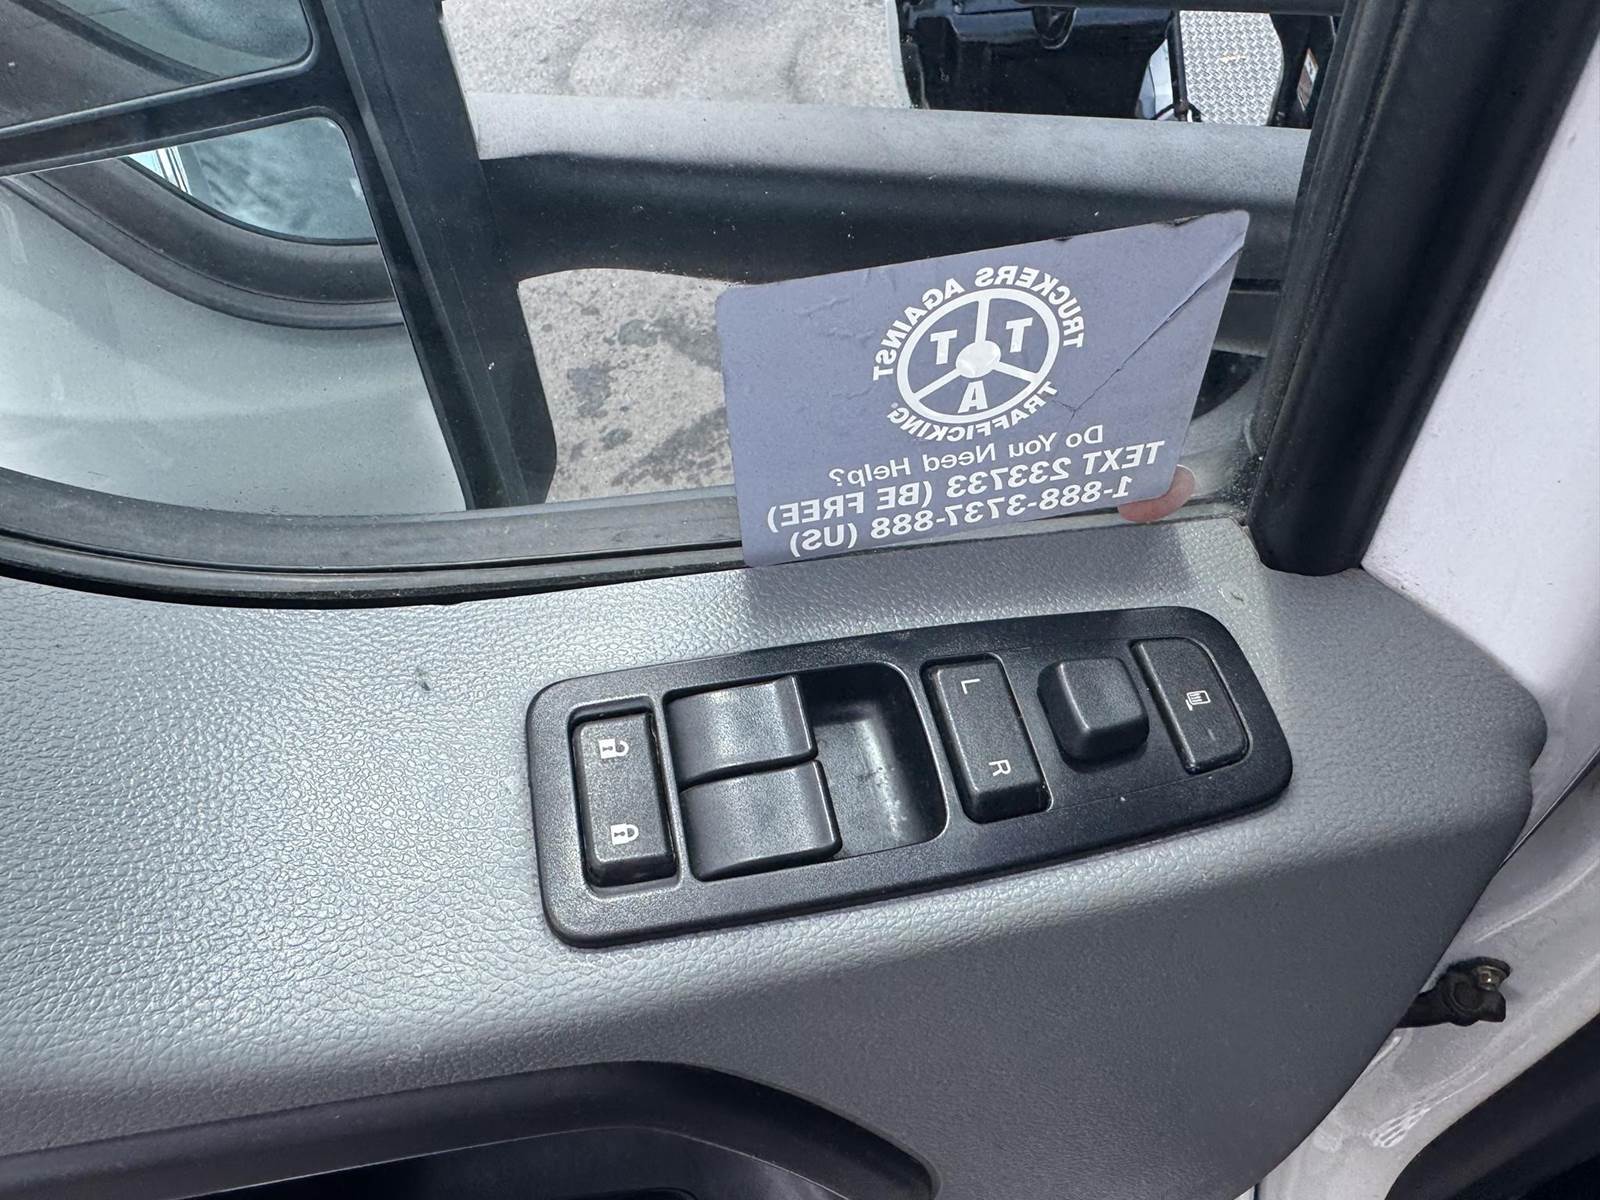 TRUCKERS AGAINST
T T
A
TRAFFICKING®
Do You Need Help?
TEXT 233733 (BE FREE)
1-888-3737-888 (US)
L
R